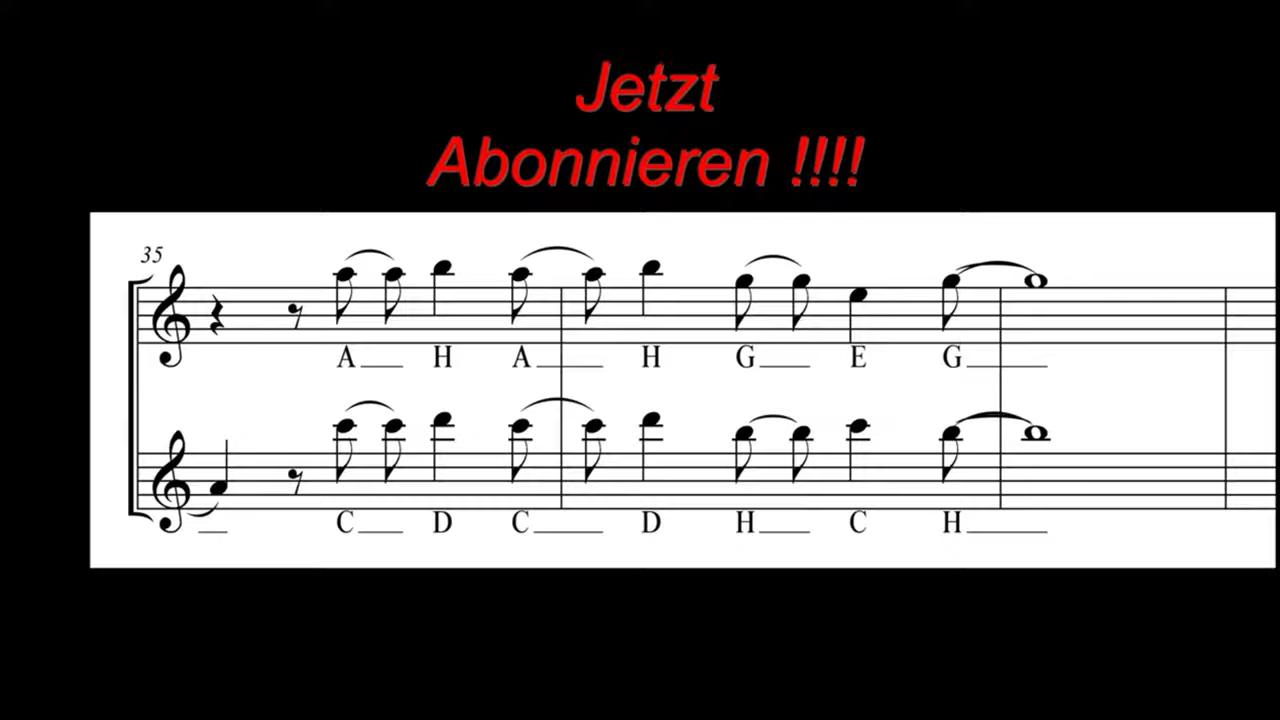 Jetzt
Abonnieren !!!!
35
A H A H G E G
C D C D H C H